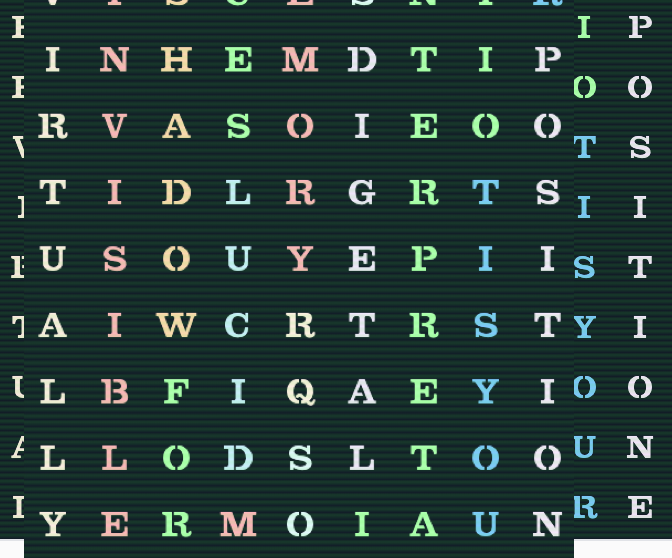 I N H E M D T I P
R V A S O I E O O
T I D L R G R T S
U S O U Y E P I I
A I W C R T R S T
L B F I Q A E Y I
L L O D S L T O O
Y E R M O I A U N
I P
O O
T S
I I
S T
Y I
O O
U N
R E